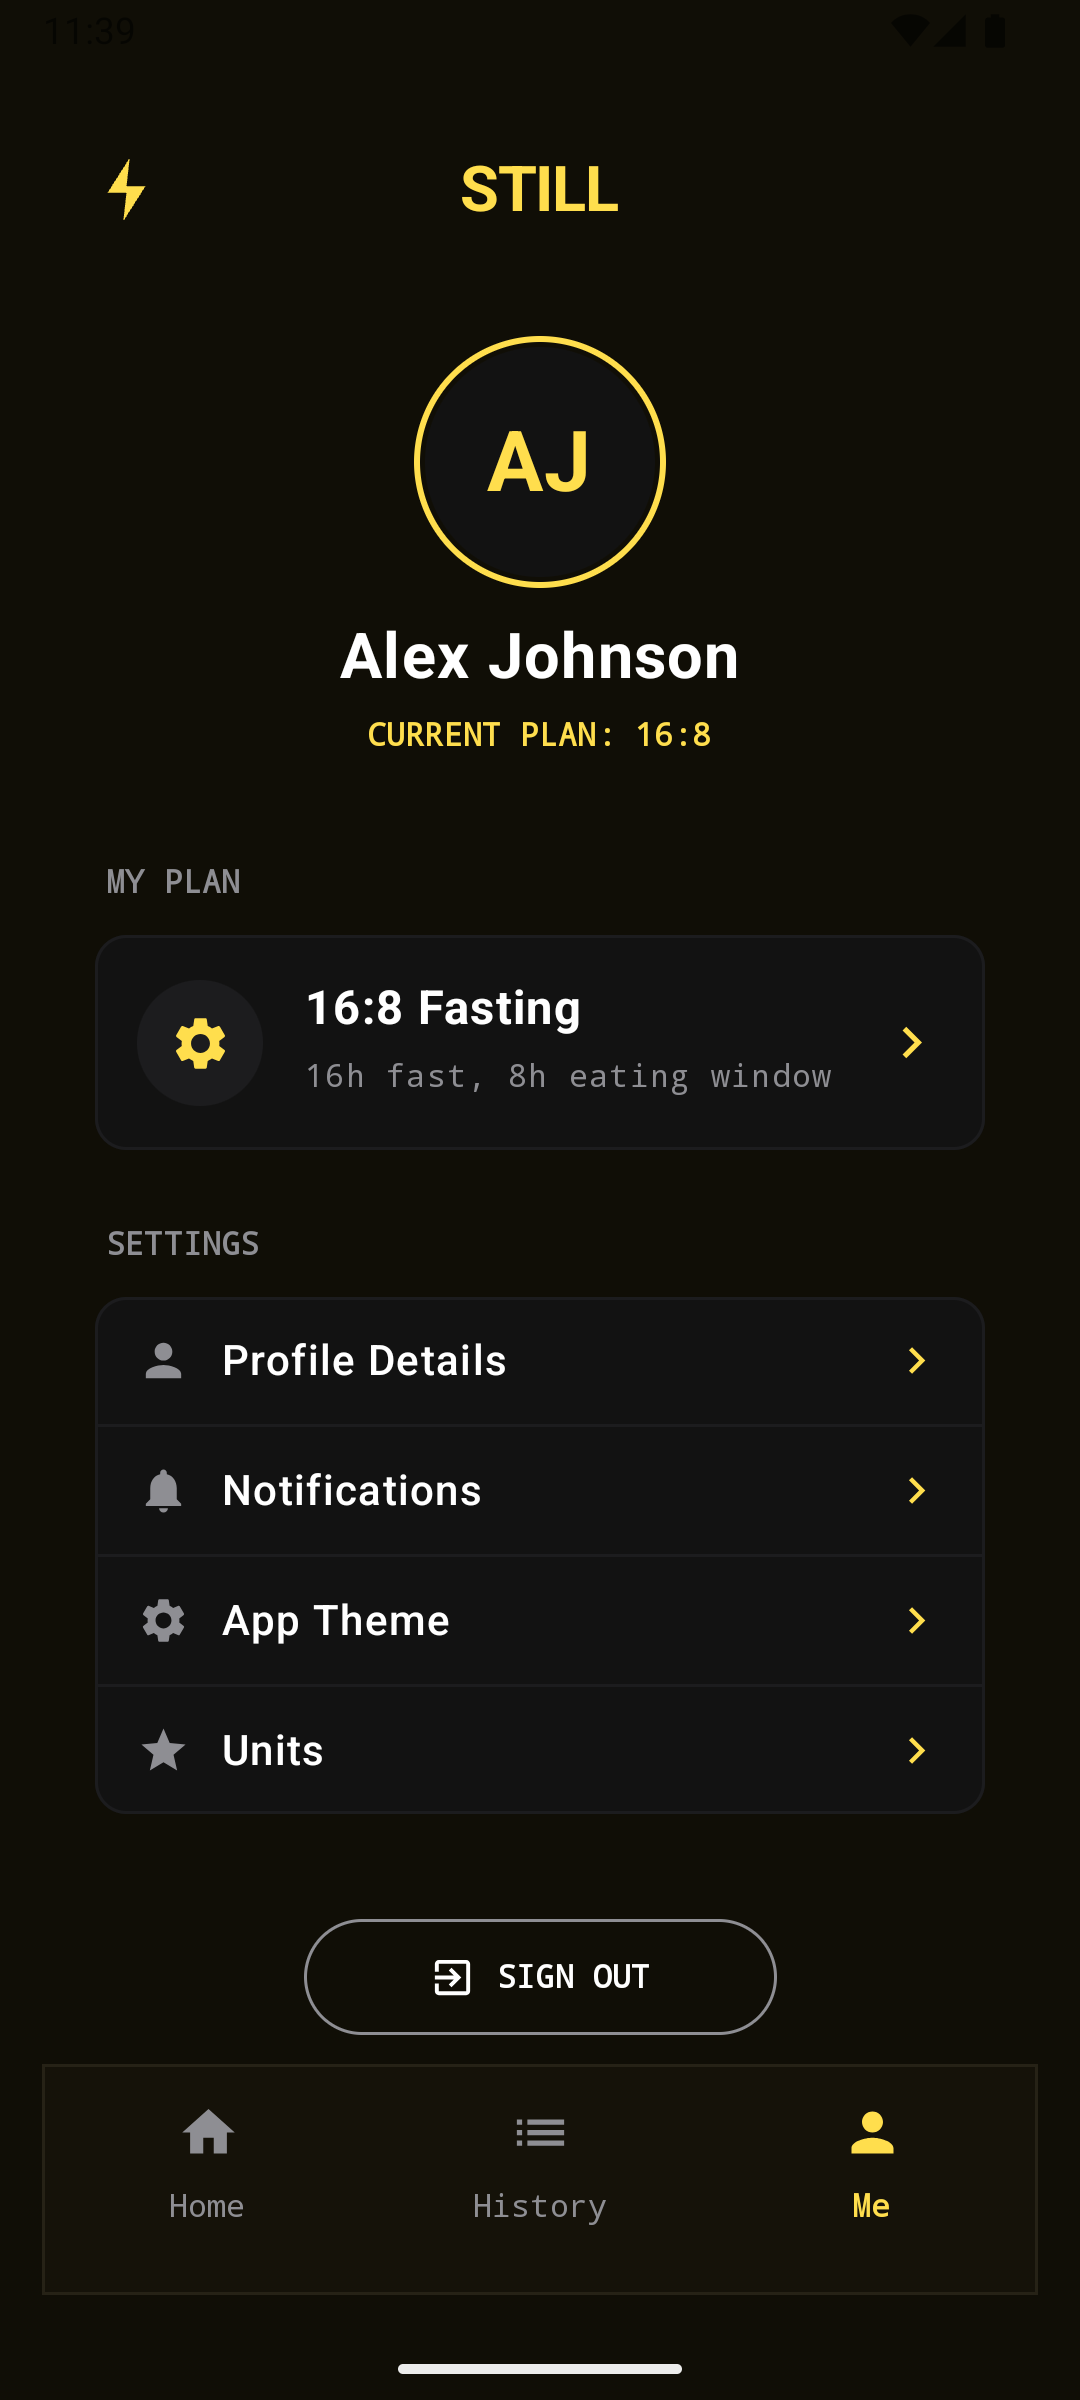 11:39
STILL
AJ
Alex Johnson
CURRENT PLAN: 16:8
MY PLAN
16:8 Fasting
16h fast, 8h eating window
SETTINGS
Profile Details
Notifications
App Theme
Units
SIGN OUT
Home
History
Me